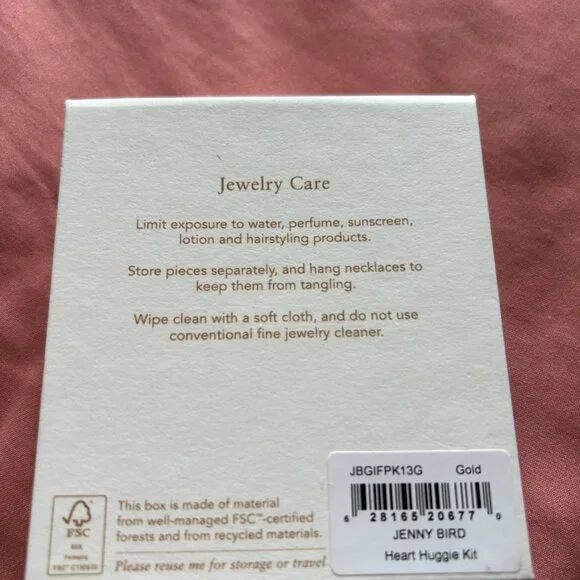 Jewelry Care
Limit exposure to water, perfume, sunscreen,
lotion and hairstyling products.
Store pieces separately, and hang necklaces to
keep them from tangling.
Wipe clean with a soft cloth, and do not use
conventional fine jewelry cleaner.
JBGIFPK13G Gold
6 28165 20677 0
JENNY BIRD
Heart Huggie Kit
FSC
This box is made of material
from well-managed FSC™-certified
forests and from recycled materials.
Please reuse me for storage or travel